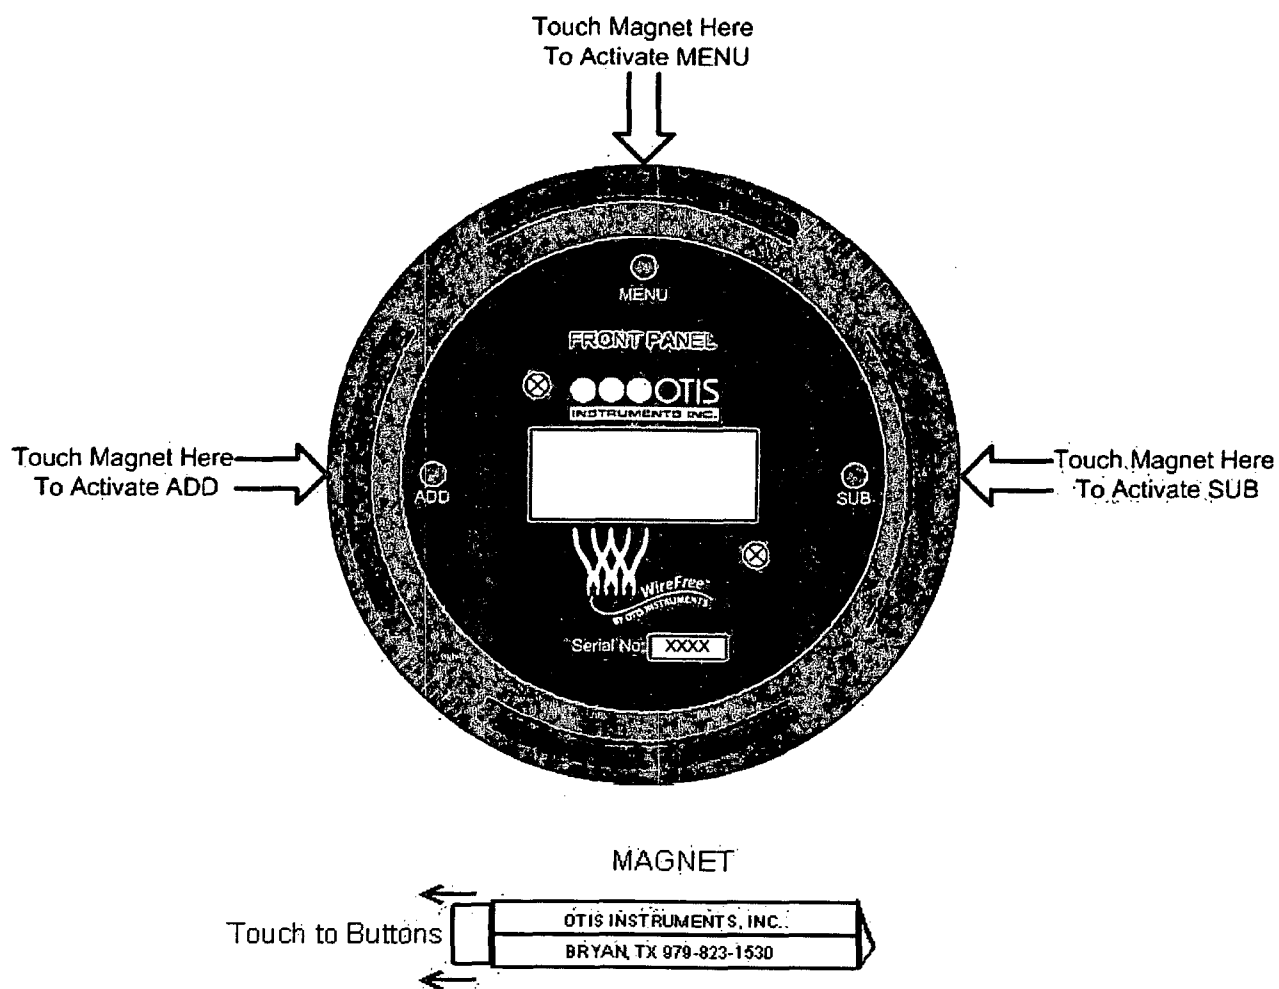 Touch Magnet Here
To Activate MENU
MENU
FRONT PANEL
OTIS
INSTRUMENTS INC.
Touch Magnet Here
To Activate ADD
ADD
SUB
Touch Magnet Here
To Activate SUB
WireFree™
BY OTIS INSTRUMENTS
Serial No: XXXX
MAGNET
Touch to Buttons
OTIS INSTRUMENTS, INC.
BRYAN, TX 979-823-1530